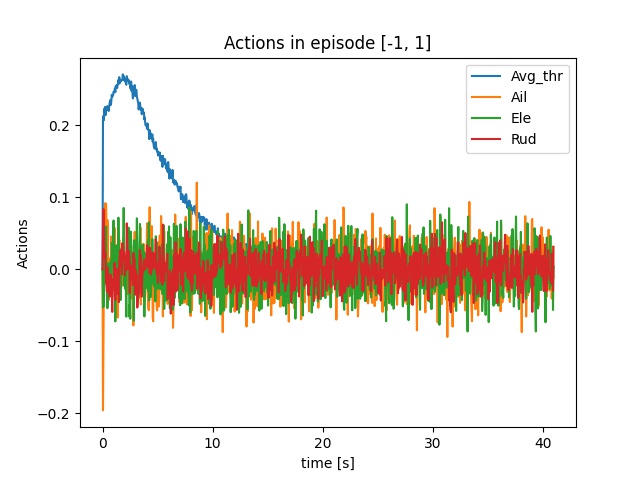 Actions in episode [-1, 1]
Avg_thr
Ail
Ele
Rud
0.2
0.1
0.0
−0.1
−0.2
Actions
0
10
20
30
40
time [s]